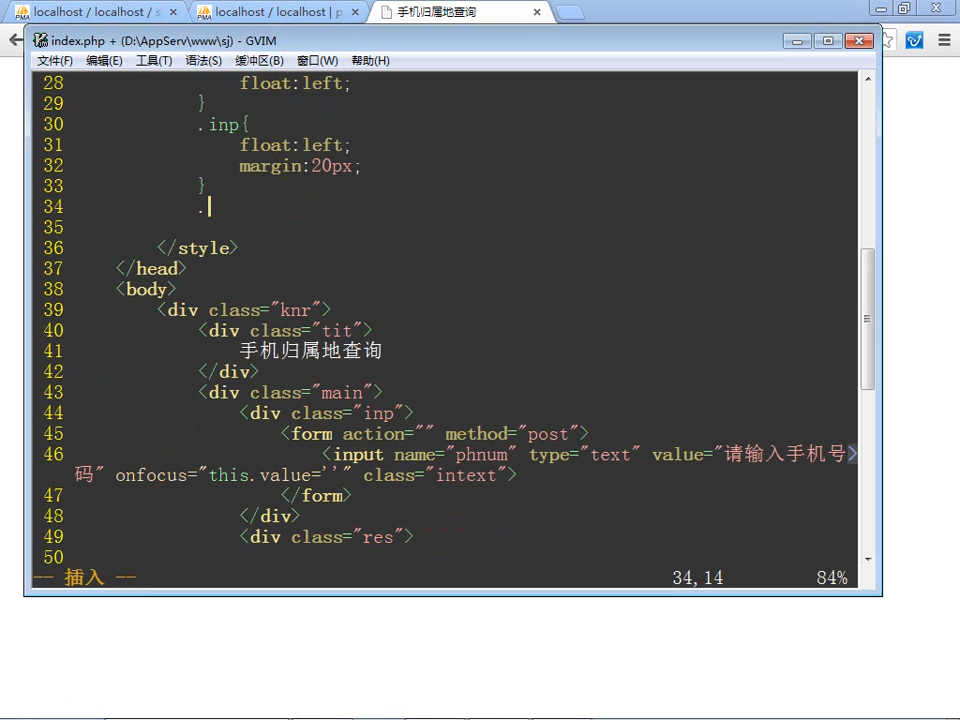 localhost / localhost / s
localhost / localhost | p
手机归属地查询
index.php + (D:\AppServ\www\sj) - GVIM
文件(F) 编辑(E) 工具(T) 语法(S) 缓冲区(B) 窗口(W) 帮助(H)
28 float:left;
29 }
30 .inp{
31 float:left;
32 margin:20px;
33 }
34 .
35
36 </style>
37 </head>
38 <body>
39 <div class="knr">
40 <div class="tit">
41 手机归属地查询
42 </div>
43 <div class="main">
44 <div class="inp">
45 <form action="" method="post">
46 <input name="phnum" type="text" value="请输入手机号>
码" onfocus="this.value=''" class="intext">
47 </form>
48 </div>
49 <div class="res">
50
-- 插入 -- 34,14 84%